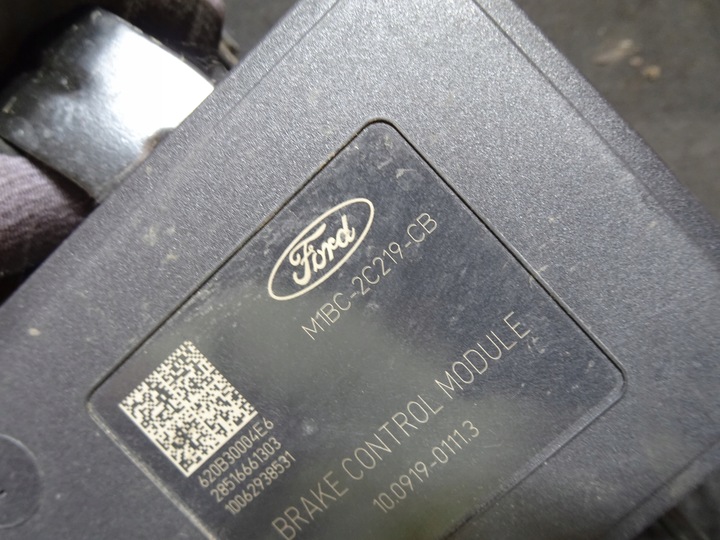 Ford
M1BC-2C219-CB
620B30004E6
28516661303
10062938531
BRAKE CONTROL MODULE
10.0919-0111.3